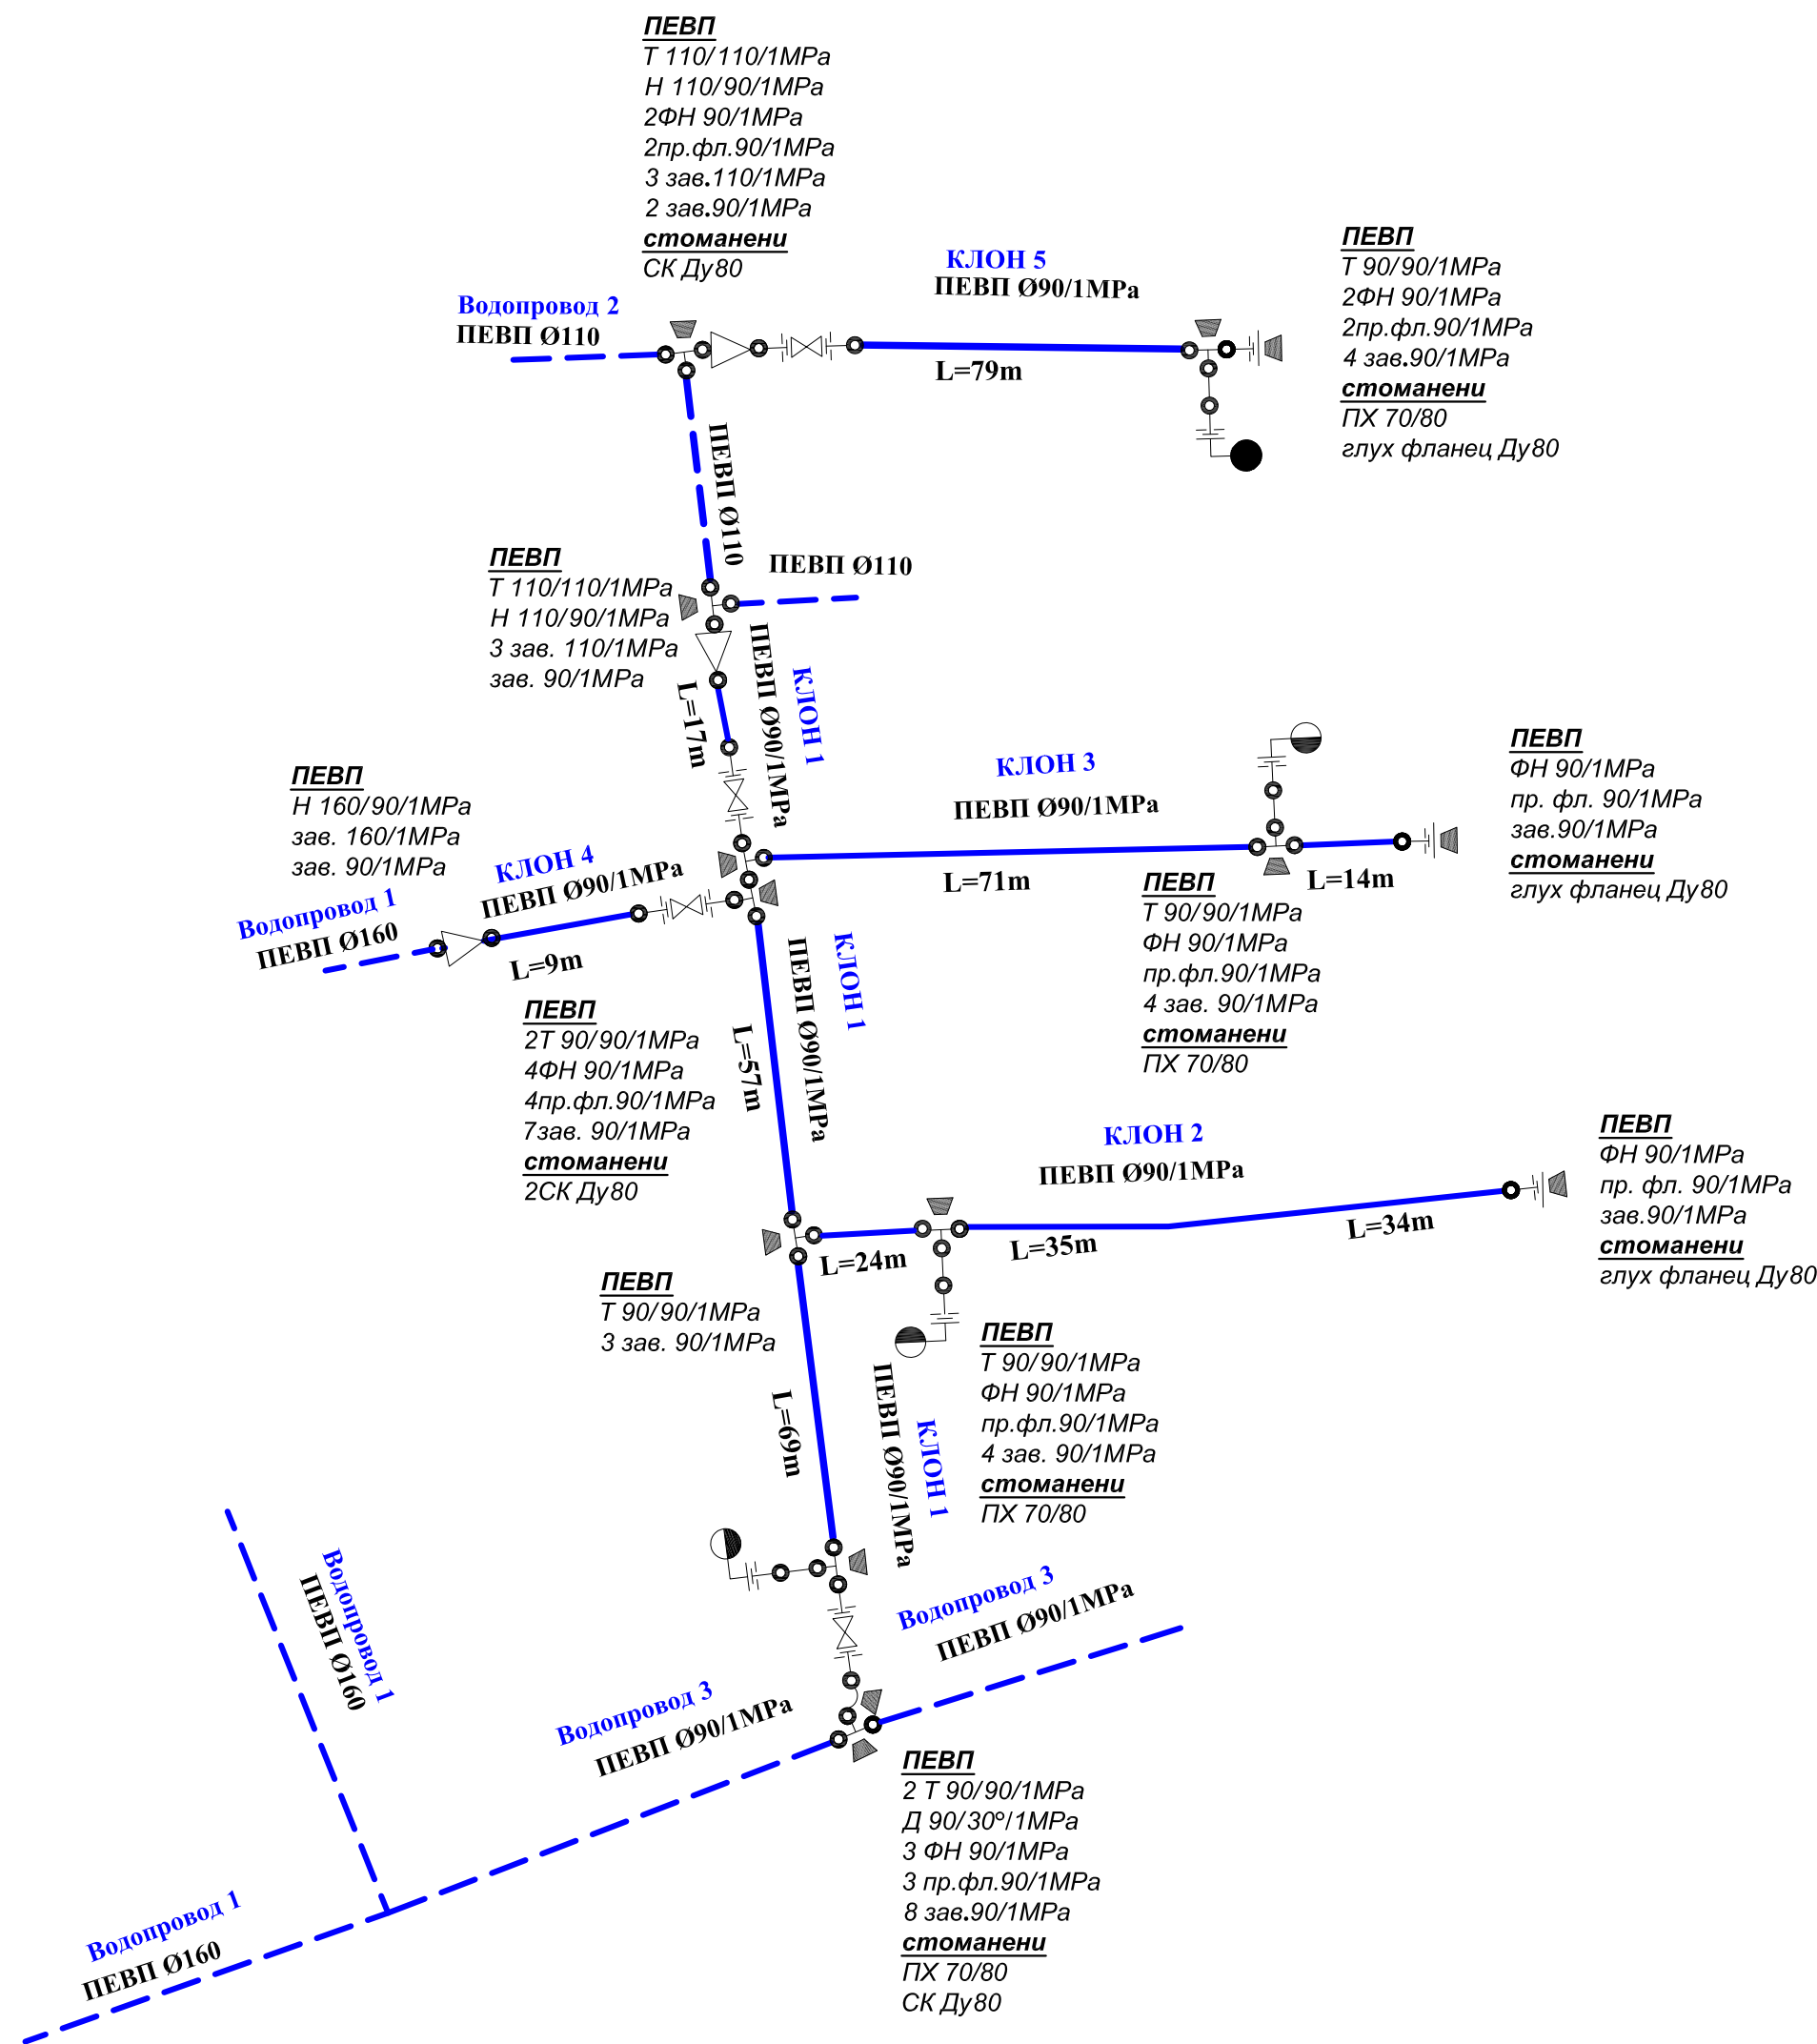 ПЕВП
Т 110/110/1MPa
Н 110/90/1MPa
2ФН 90/1MPa
2пр.фл.90/1MPa
3 зав.110/1MPa
2 зав.90/1MPa
стоманени
СК Ду80
КЛОН 5
ПЕВП Ø90/1MPa
L=79m
ПЕВП
Т 90/90/1MPa
2ФН 90/1MPa
2пр.фл.90/1MPa
4 зав.90/1MPa
стоманени
ПХ 70/80
глух фланец Ду80
Водопровод 2
ПЕВП Ø110
ПЕВП Ø110
ПЕВП Ø110
ПЕВП
Т 110/110/1MPa
Н 110/90/1MPa
3 зав. 110/1MPa
зав. 90/1MPa
L=17m
ПЕВП Ø90/1MPa
КЛОН 1
ПЕВП
Н 160/90/1MPa
зав. 160/1MPa
зав. 90/1MPa
КЛОН 4
ПЕВП Ø90/1MPa
Водопровод 1
ПЕВП Ø160
L=9m
КЛОН 3
ПЕВП Ø90/1MPa
L=71m
L=14m
ПЕВП
ФН 90/1MPa
пр. фл. 90/1MPa
зав.90/1MPa
стоманени
глух фланец Ду80
ПЕВП
Т 90/90/1MPa
ФН 90/1MPa
пр.фл.90/1MPa
4 зав. 90/1MPa
стоманени
ПХ 70/80
ПЕВП
2Т 90/90/1MPa
4ФН 90/1MPa
4пр.фл.90/1MPa
7зав. 90/1MPa
стоманени
2СК Ду80
L=57m
ПЕВП Ø90/1MPa
КЛОН 1
КЛОН 2
ПЕВП Ø90/1MPa
L=24m
L=35m
L=34m
ПЕВП
ФН 90/1MPa
пр. фл. 90/1MPa
зав.90/1MPa
стоманени
глух фланец Ду80
ПЕВП
Т 90/90/1MPa
3 зав. 90/1MPa
ПЕВП
Т 90/90/1MPa
ФН 90/1MPa
пр.фл.90/1MPa
4 зав. 90/1MPa
стоманени
ПХ 70/80
L=69m
ПЕВП Ø90/1MPa
КЛОН 1
Водопровод 1
ПЕВП Ø160
Водопровод 3
ПЕВП Ø90/1MPa
Водопровод 3
ПЕВП Ø90/1MPa
ПЕВП
2 Т 90/90/1MPa
Д 90/30°/1MPa
3 ФН 90/1MPa
3 пр.фл.90/1MPa
8 зав.90/1MPa
стоманени
ПХ 70/80
СК Ду80
Водопровод 1
ПЕВП Ø160